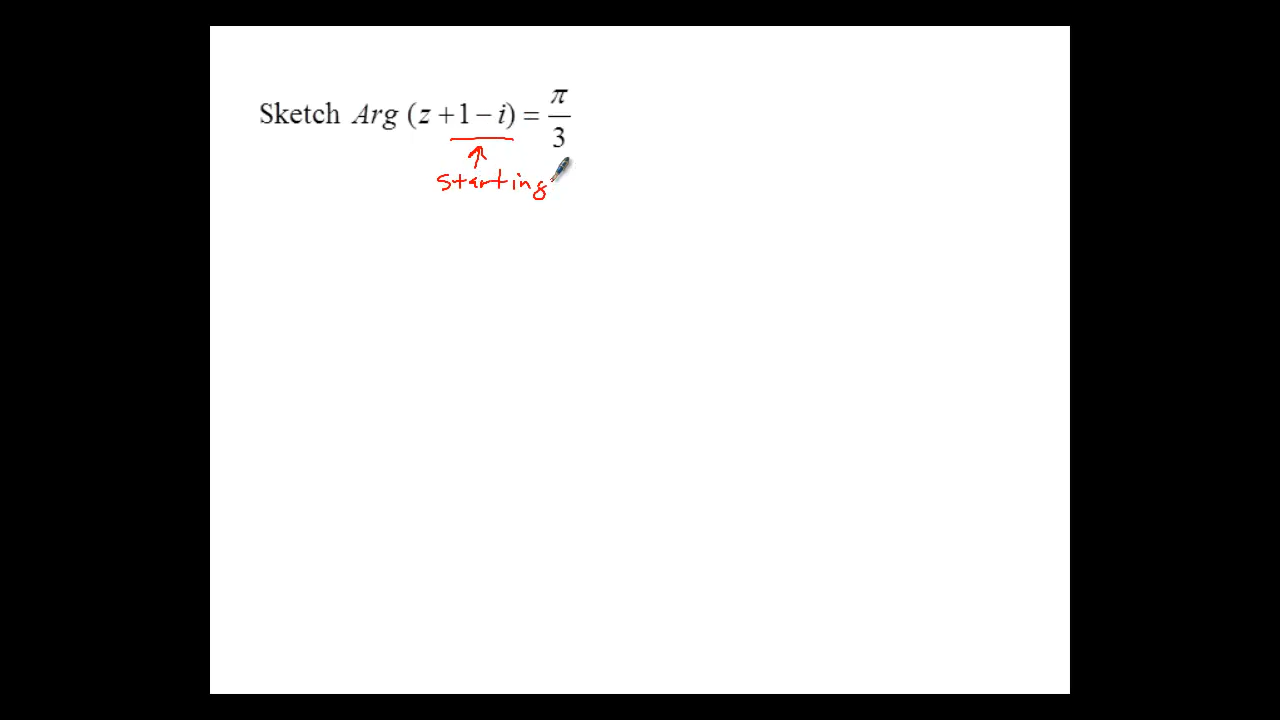 Sketch Arg (z + 1 − i) = π/3
starting